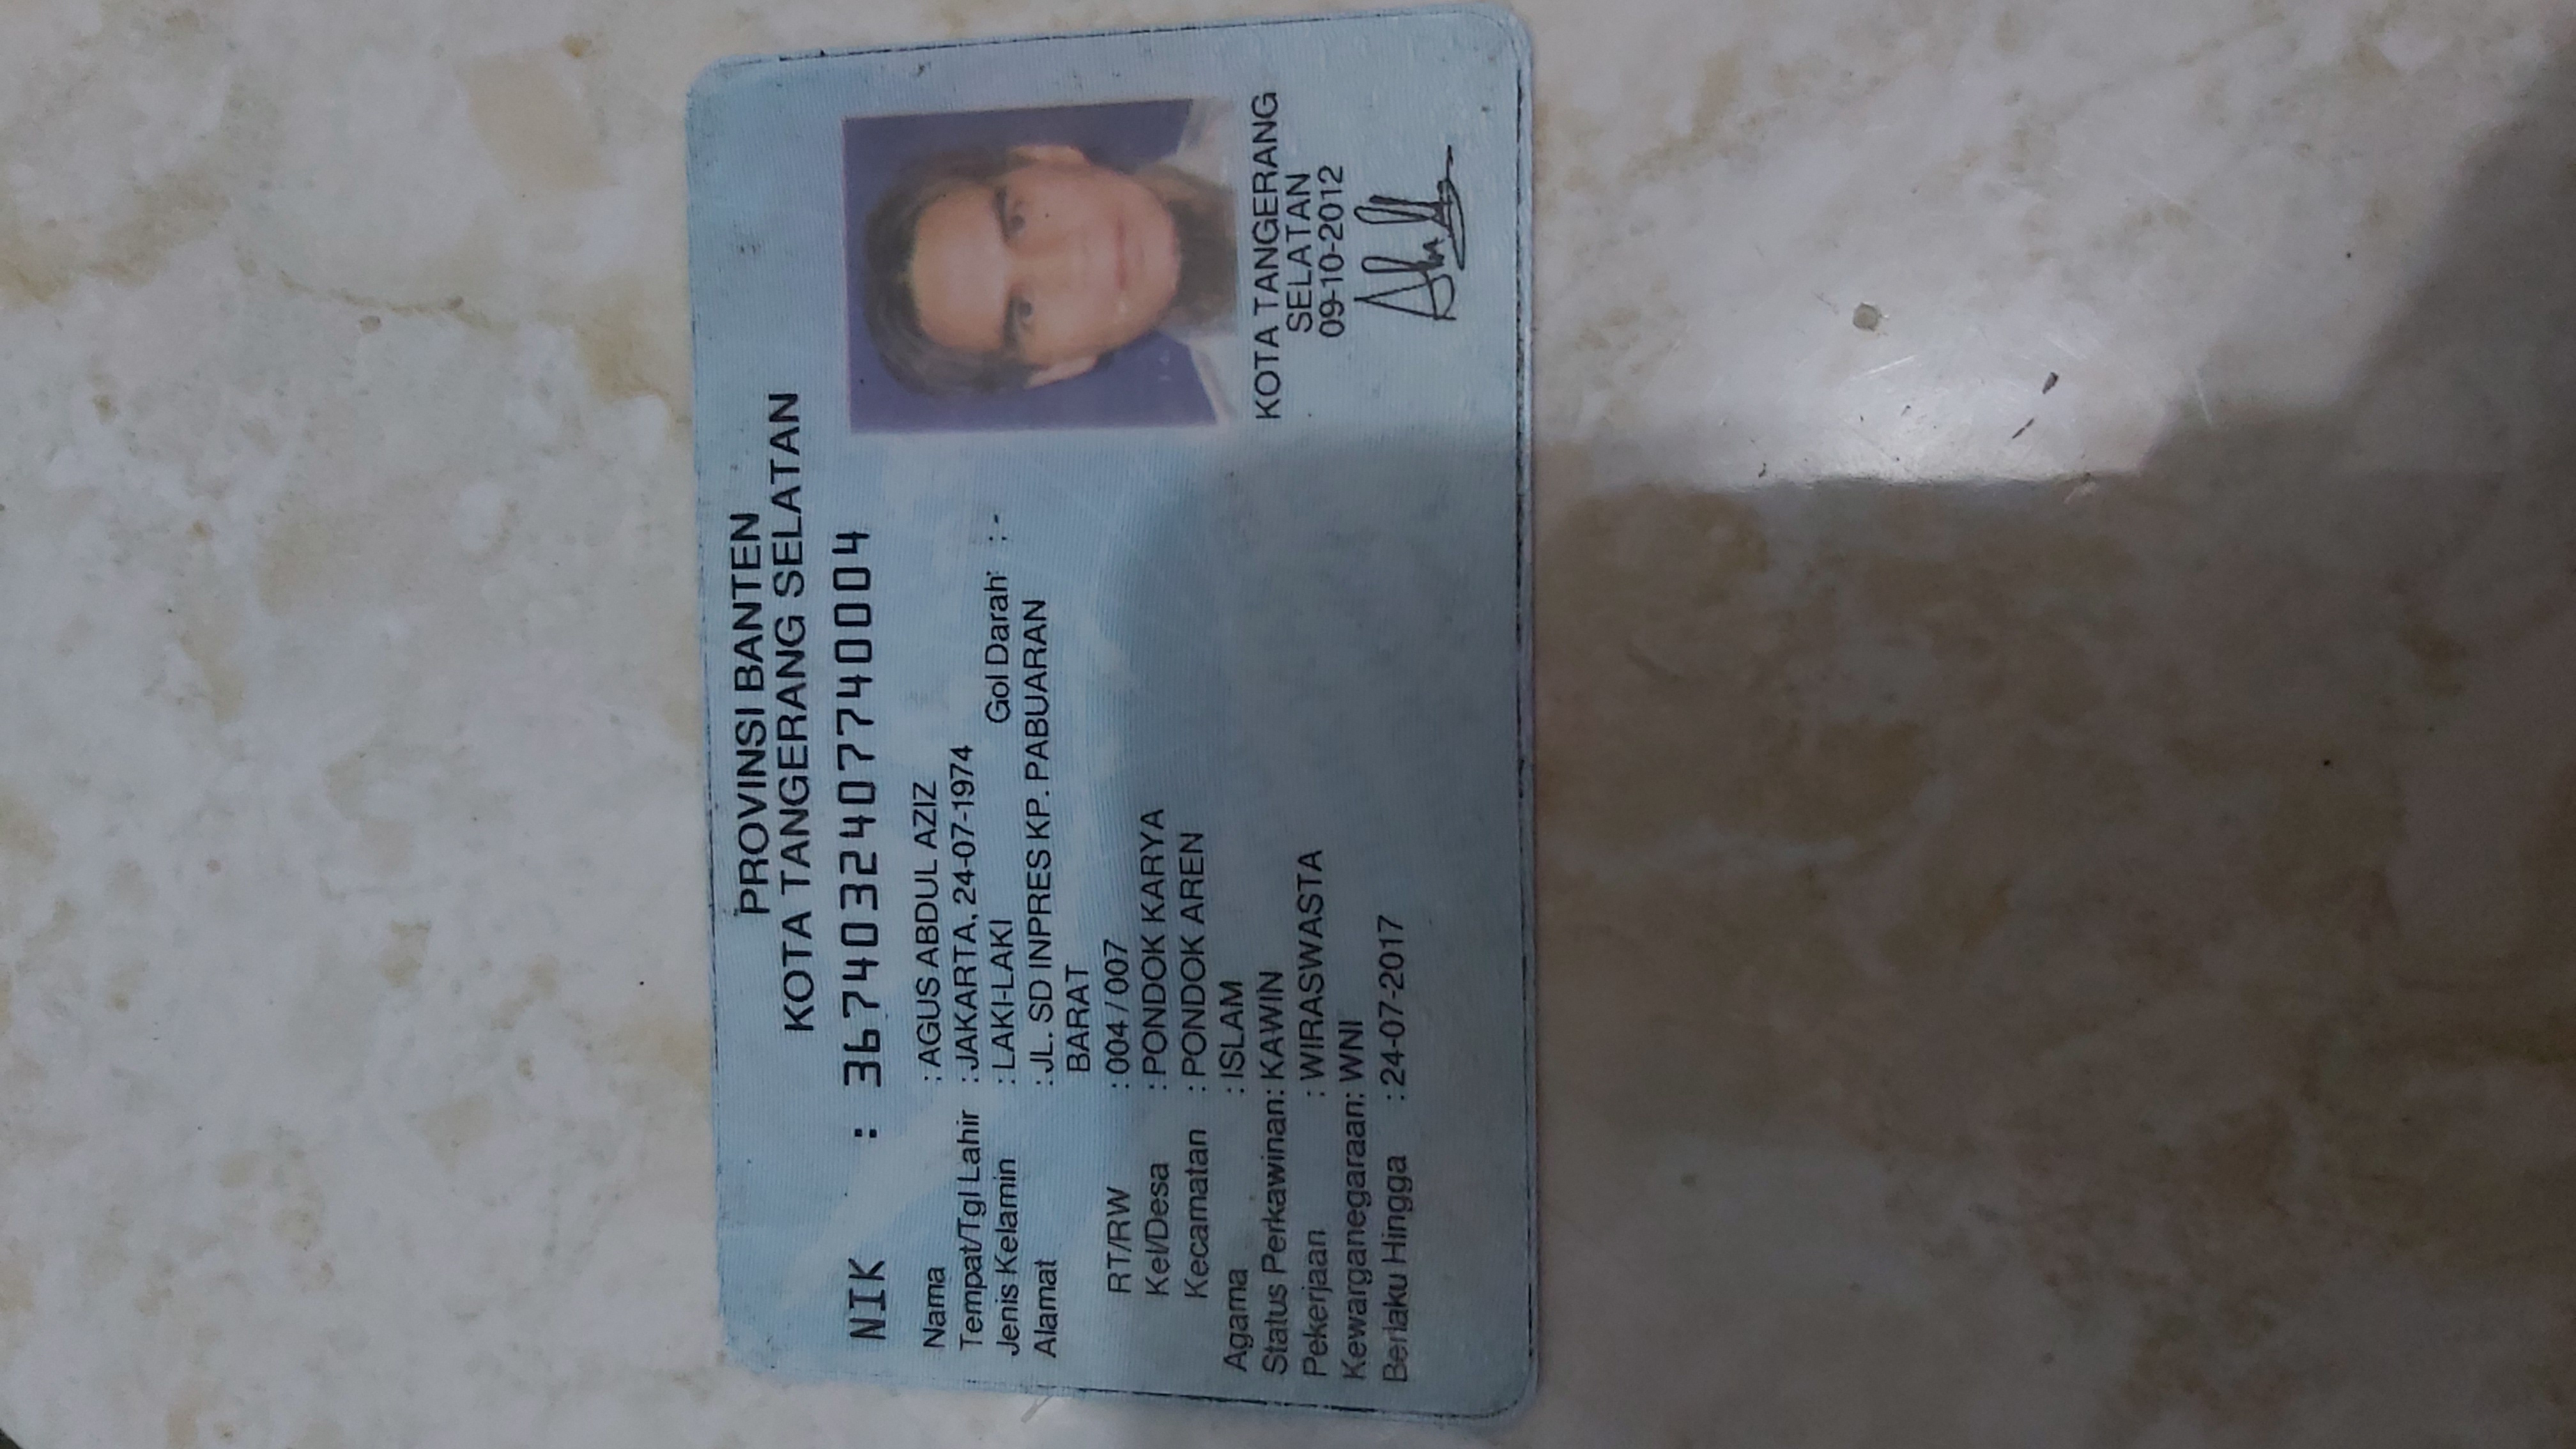 PROVINSI BANTEN
KOTA TANGERANG SELATAN
NIK : 3674032407740004
Nama : AGUS ABDUL AZIZ
Tempat/Tgl Lahir : JAKARTA, 24-07-1974
Jenis Kelamin : LAKI-LAKI Gol Darah : -
Alamat : JL. SD INPRES KP. PABUARAN
BARAT
RT/RW : 004 / 007
Kel/Desa : PONDOK KARYA
Kecamatan : PONDOK AREN
Agama : ISLAM
Status Perkawinan: KAWIN
Pekerjaan : WIRASWASTA
Kewarganegaraan: WNI
Berlaku Hingga : 24-07-2017
KOTA TANGERANG
SELATAN
09-10-2012